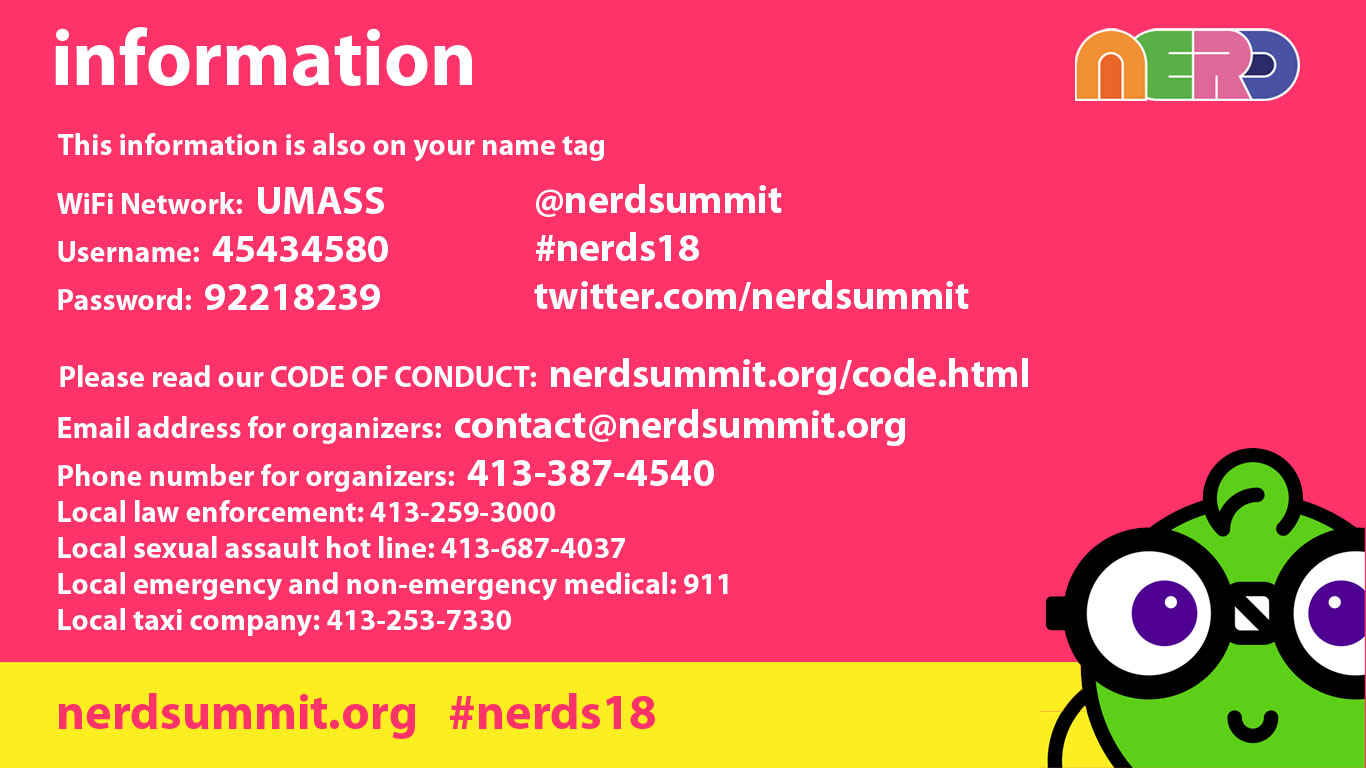 information
NERD
This information is also on your name tag
WiFi Network: UMASS
Username: 45434580
Password: 92218239
@nerdsummit
#nerds18
twitter.com/nerdsummit
Please read our CODE OF CONDUCT: nerdsummit.org/code.html
Email address for organizers: contact@nerdsummit.org
Phone number for organizers: 413-387-4540
Local law enforcement: 413-259-3000
Local sexual assault hot line: 413-687-4037
Local emergency and non-emergency medical: 911
Local taxi company: 413-253-7330
nerdsummit.org #nerds18